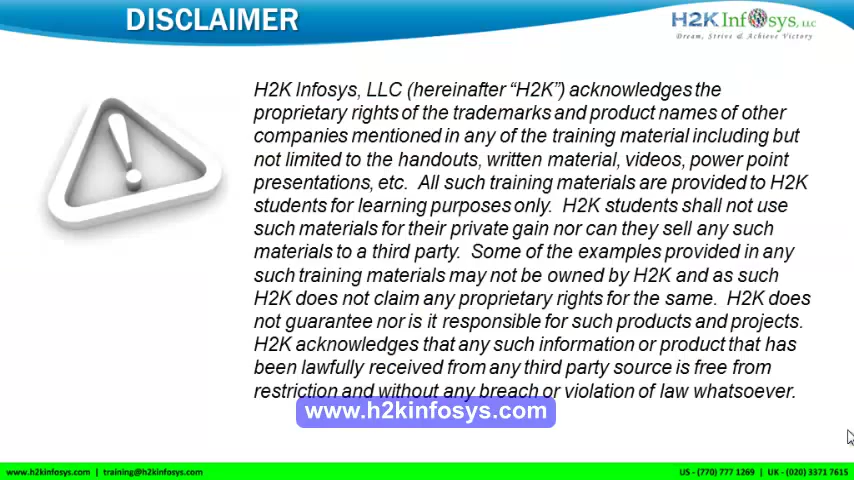 DISCLAIMER
H2K Infosys, LLC
Dream, Strive & Achieve Victory
H2K Infosys, LLC (hereinafter “H2K”) acknowledges the
proprietary rights of the trademarks and product names of other
companies mentioned in any of the training material including but
not limited to the handouts, written material, videos, power point
presentations, etc. All such training materials are provided to H2K
students for learning purposes only. H2K students shall not use
such materials for their private gain nor can they sell any such
materials to a third party. Some of the examples provided in any
such training materials may not be owned by H2K and as such
H2K does not claim any proprietary rights for the same. H2K does
not guarantee nor is it responsible for such products and projects.
H2K acknowledges that any such information or product that has
been lawfully received from any third party source is free from
restriction and without any breach or violation of law whatsoever.
www.h2kinfosys.com
www.h2kinfosys.com | training@h2kinfosys.com
US - (770) 777 1269 | UK - (020) 3371 7615